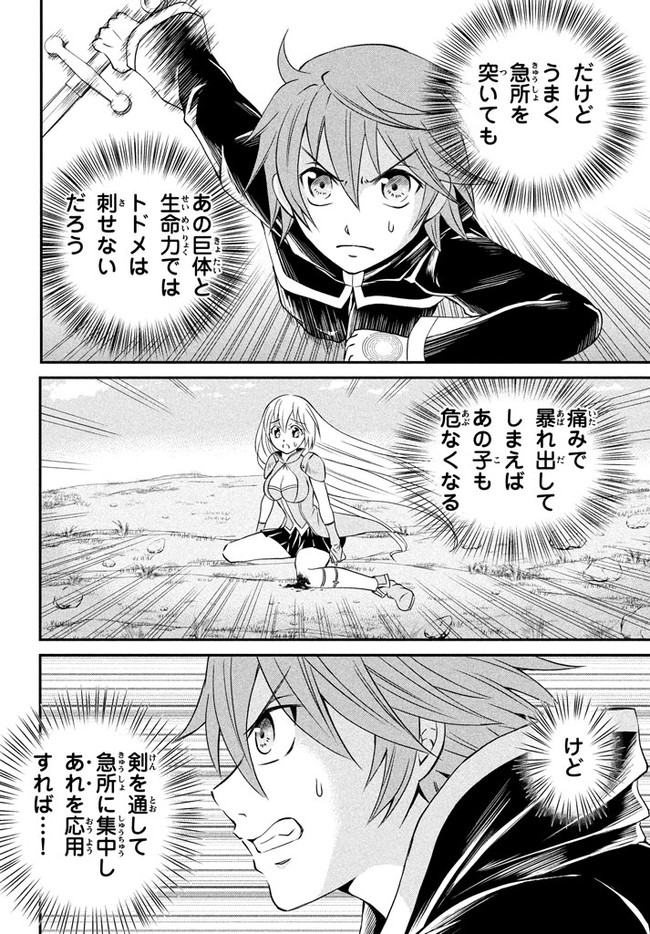 だけど
うまく
急所を
突いても
あの巨体と
生命力では
トドメは
刺せない
だろう
痛みで
暴れ出して
しまえば
あの子も
危なくなる
けど
剣を通して
急所に集中し
あれを応用
すれば…!